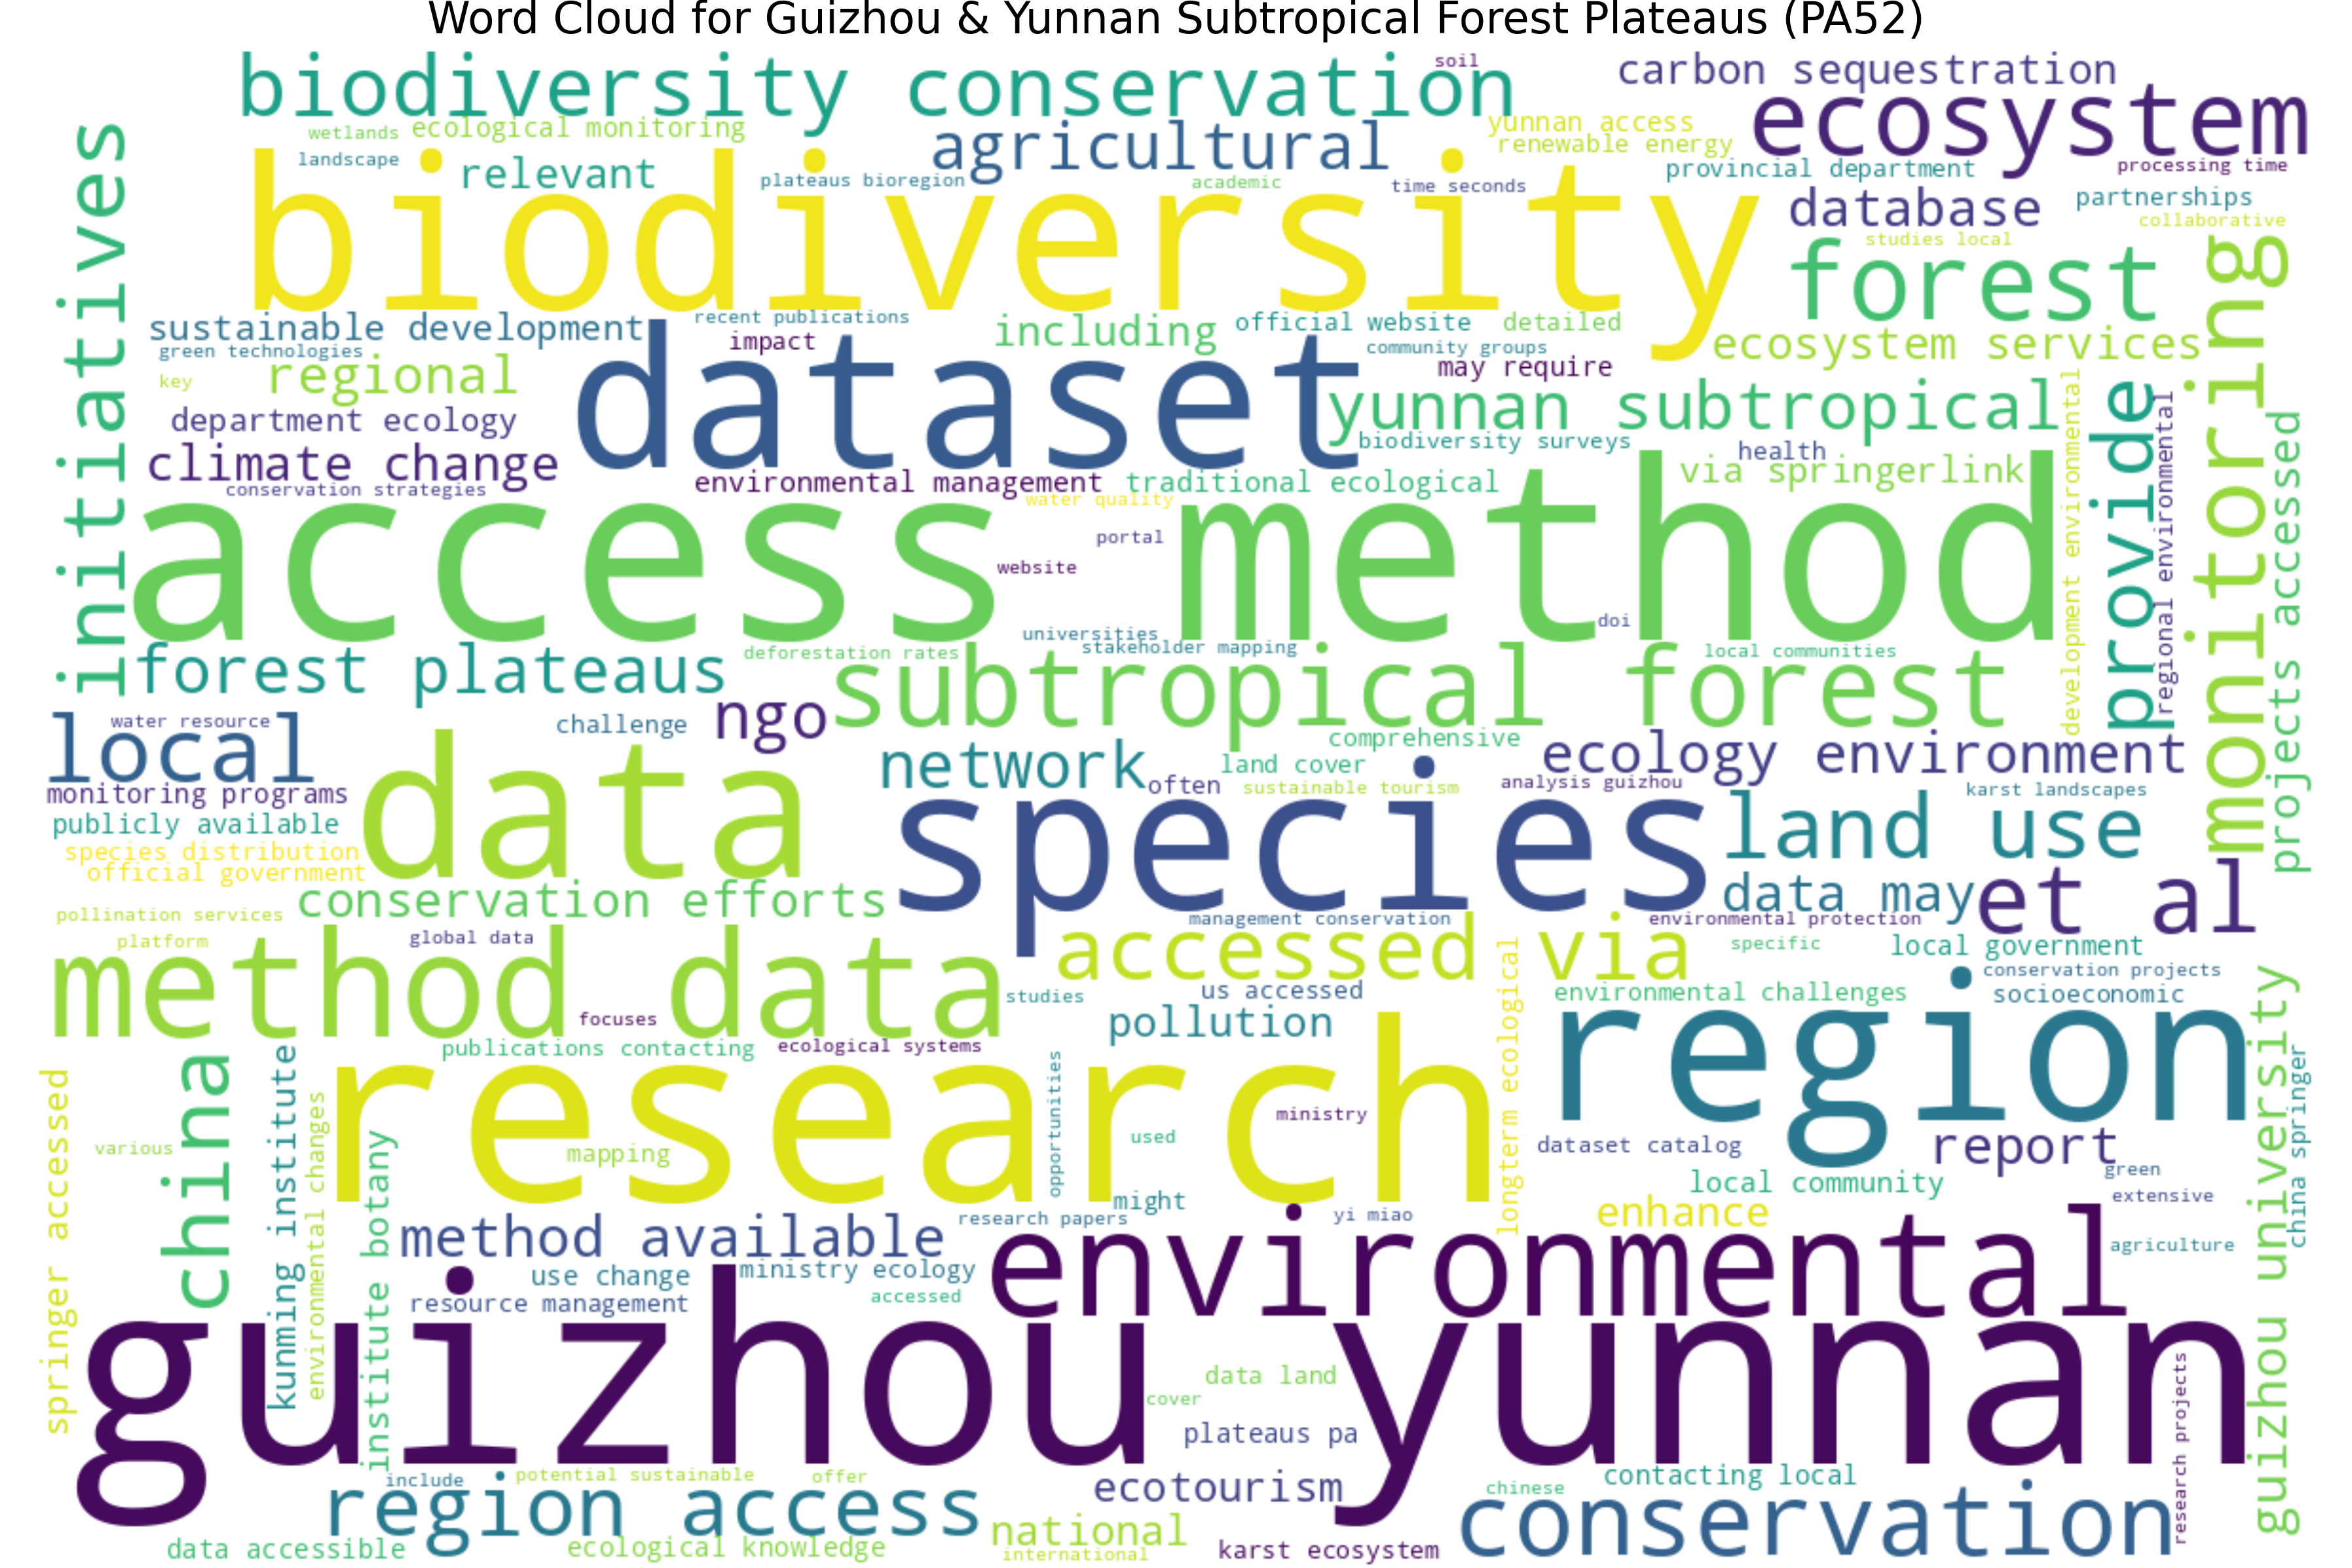 Word Cloud for Guizhou & Yunnan Subtropical Forest Plateaus (PA52)
biodiversity conservation
soil
carbon sequestration
ecosystem
initiatives
wetlands
ecological monitoring
agricultural
yunnan access
renewable energy
landscape
relevant
plateaus bioregion
academic
time seconds
provincial department
processing time
biodiversity
database
partnerships
collaborative
studies local
forest
monitoring
sustainable development
recent publications
including
official website
detailed
green technologies
impact
community groups
ecosystem services
key
regional
dataset
may require
department ecology
yunnan subtropical
development environmental
provide
regional environmental
projects accessed
climate change
biodiversity surveys
health
conservation strategies
environmental management
traditional ecological
via springerlink
water quality
access method
portal
website
doi
universities
stakeholder mapping
forest plateaus
deforestation rates
subtropical forest
local communities
local
water resource
challenge
ngo
comprehensive
ecology environment
network
land cover
monitoring programs
data
often
sustainable tourism
analysis guizhou
karst landscapes
publicly available
species
land use
species distribution
official government
conservation efforts
data may
et al
pollination services
management conservation
environmental protection
platform
global data
accessed via
specific
local government
method data
conservation projects
studies
us accessed
longterm ecological
environmental challenges
socioeconomic
focuses
pollution
region
guizhou university
publications contacting
ecological systems
china
kunming institute
springer accessed
environmental changes
research
opportunities
ministry
china springer
various
institute botany
mapping
used
dataset catalog
report
green
local community
extensive
might
method available
research papers
yi miao
enhance
environmental
agriculture
use change
ministry ecology
resource management
accessed
guizhou yunnan
data land
cover
plateaus pa
research projects
include
potential sustainable
offer
ecotourism
chinese
contacting local
region access
conservation
national
data accessible
ecological knowledge
international
karst ecosystem